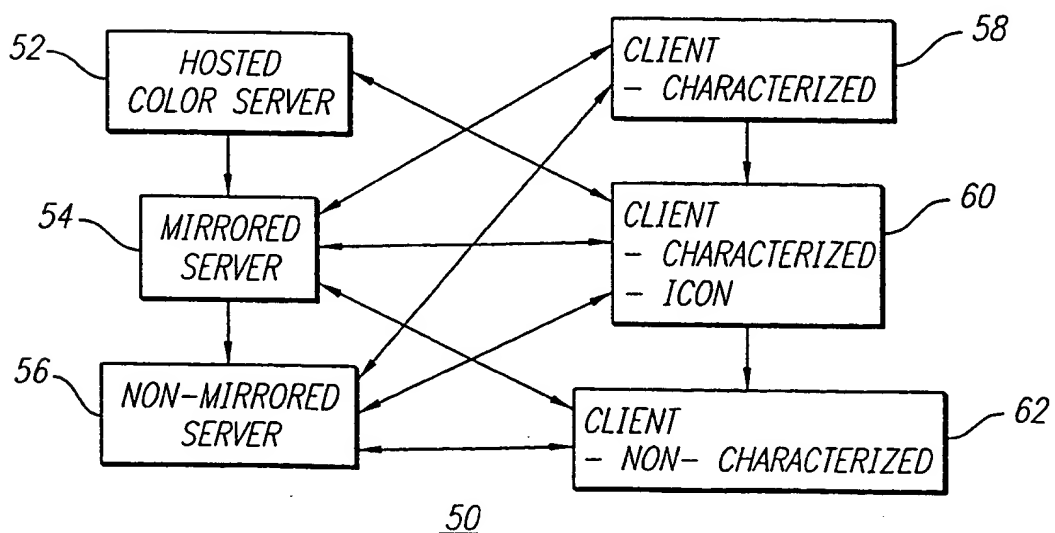 52
HOSTED
COLOR SERVER
58
CLIENT
- CHARACTERIZED
54
MIRRORED
SERVER
60
CLIENT
- CHARACTERIZED
- ICON
56
NON-MIRRORED
SERVER
62
CLIENT
- NON- CHARACTERIZED
50